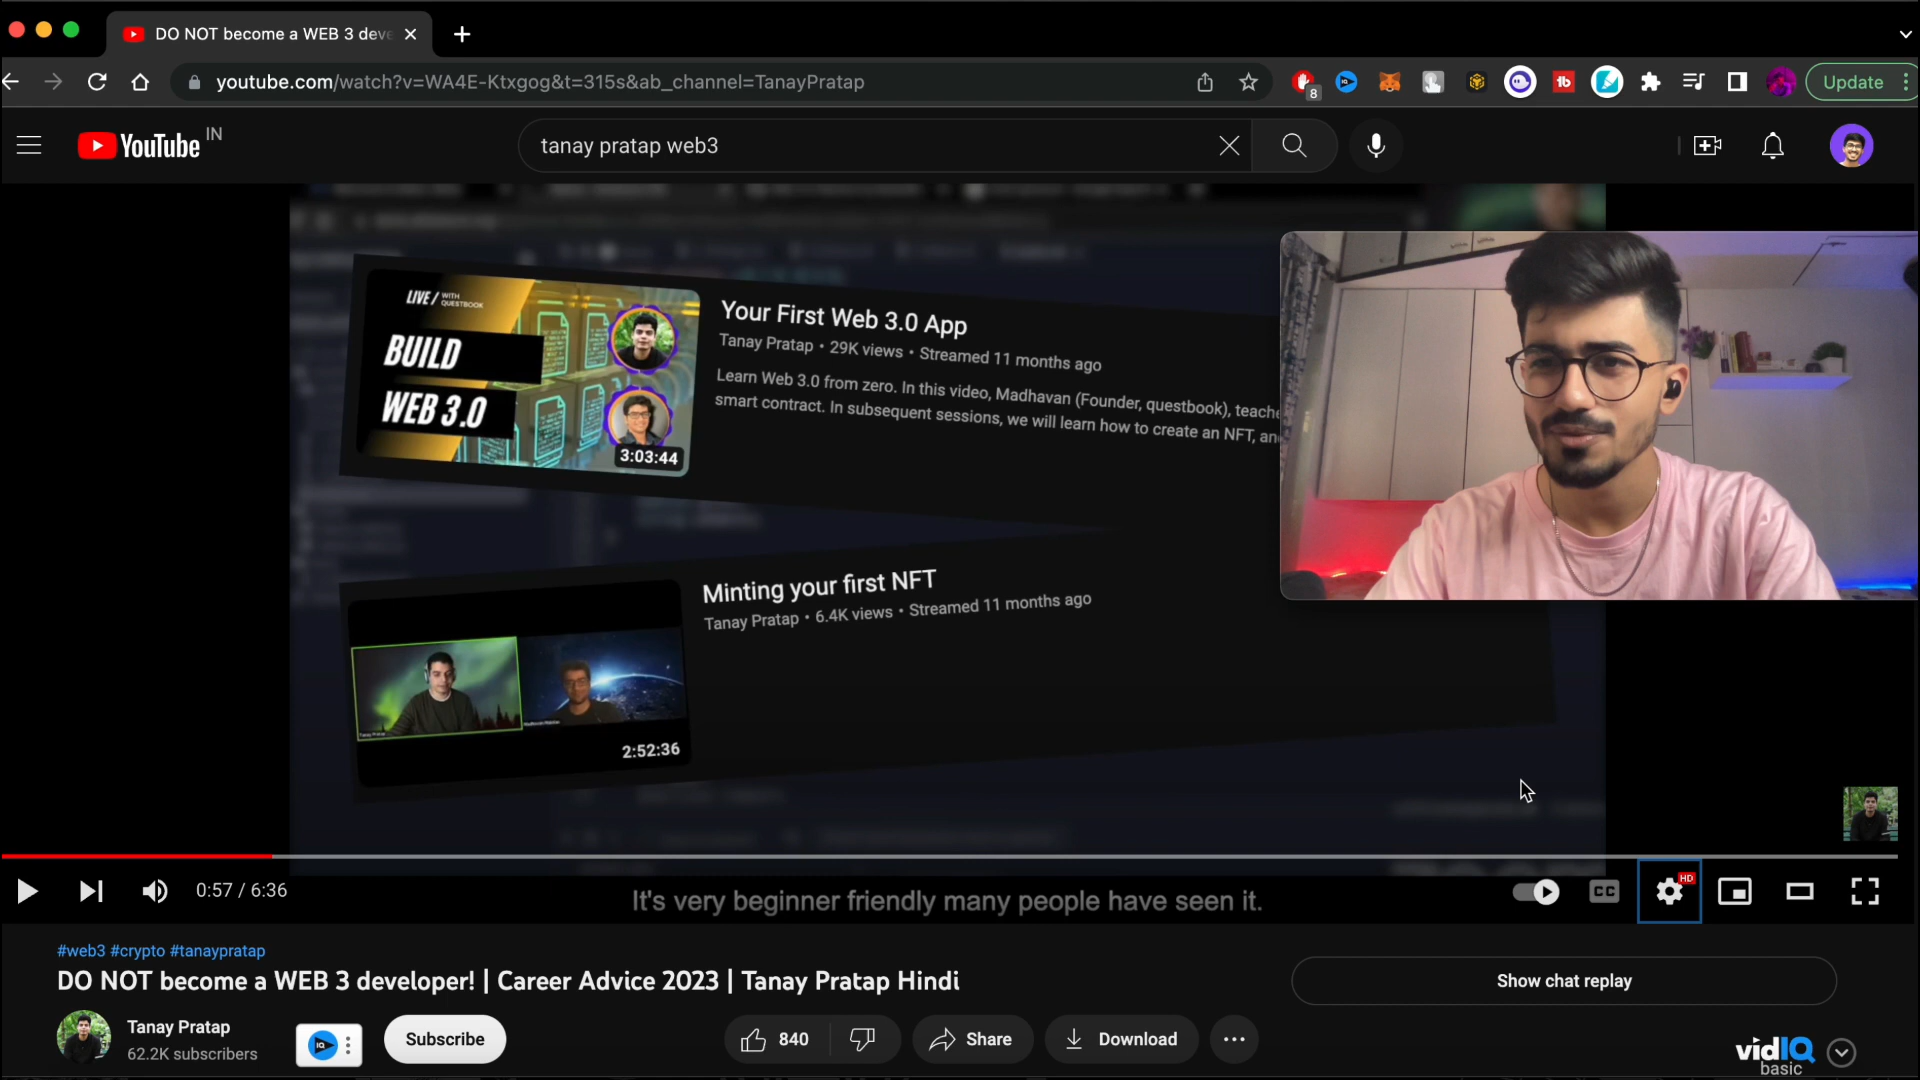 DO NOT become a WEB 3 deve
youtube.com/watch?v=WA4E-Ktxgog&t=315s&ab_channel=TanayPratap
8
tb
Update
YouTube IN
tanay pratap web3
LIVE / WITH QUESTBOOK
BUILD
WEB 3.0
3:03:44
Your First Web 3.0 App
Tanay Pratap • 29K views • Streamed 11 months ago
Learn Web 3.0 from zero. In this video, Madhavan (Founder, questbook), teache
smart contract. In subsequent sessions, we will learn how to create an NFT, an
Minting your first NFT
Tanay Pratap • 6.4K views • Streamed 11 months ago
2:52:36
0:57 / 6:36
It's very beginner friendly many people have seen it.
CC
HD
#web3 #crypto #tanaypratap
DO NOT become a WEB 3 developer! | Career Advice 2023 | Tanay Pratap Hindi
Show chat replay
Tanay Pratap
62.2K subscribers
IQ
Subscribe
840
Share
Download
vidIQ
basic